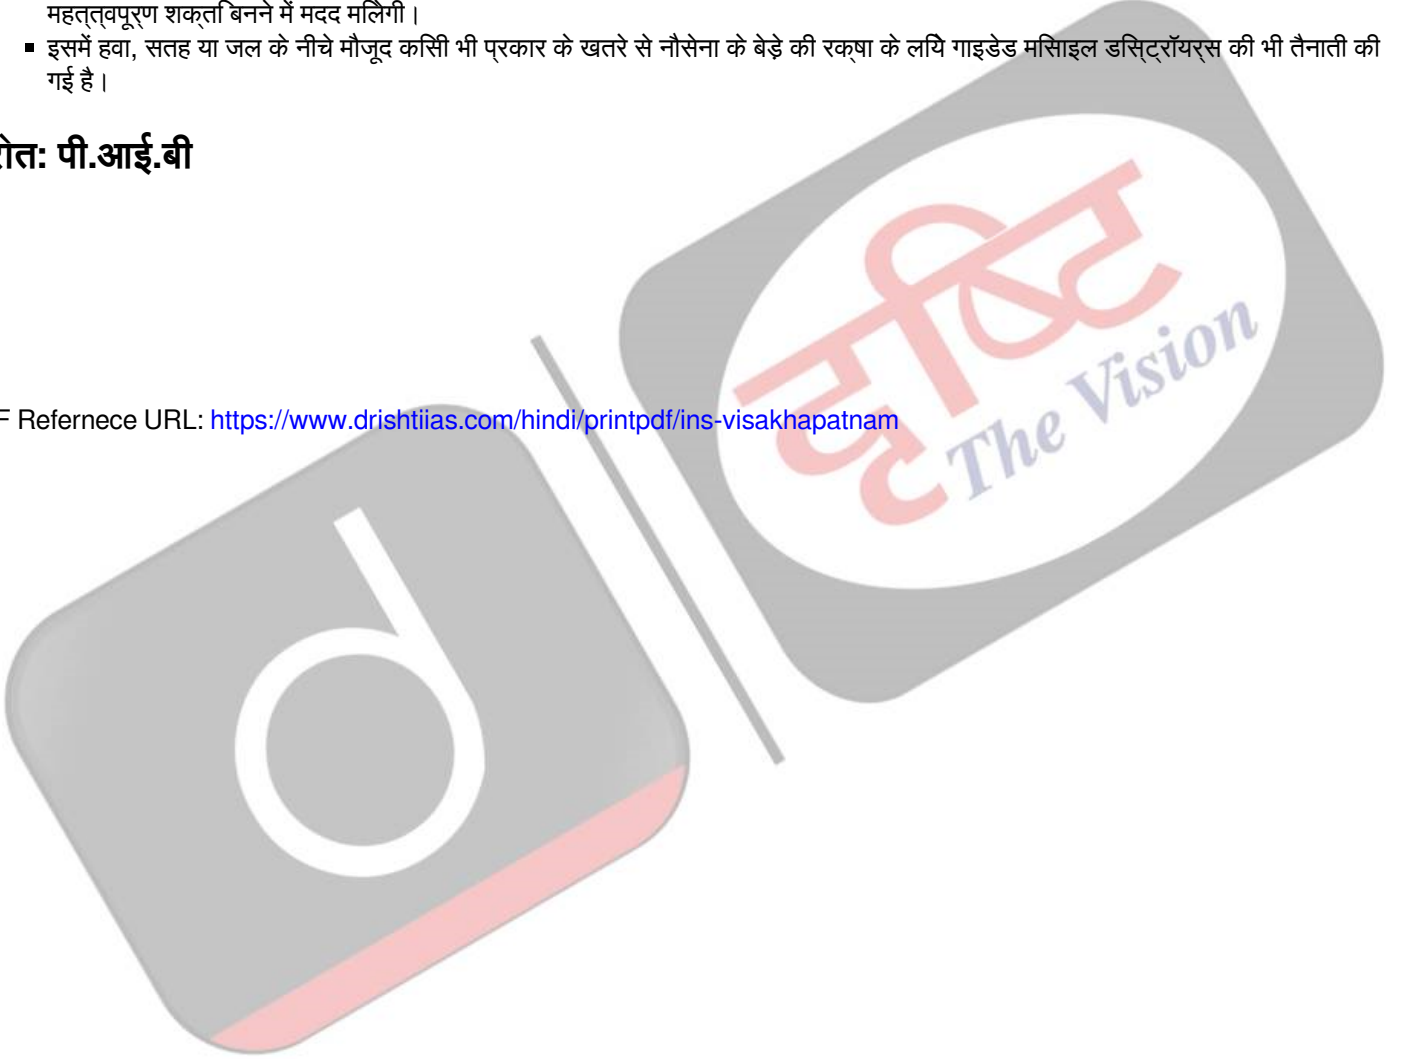 महत्त्वपूर्ण शक्ति बनने में मदद मिलेगी।
इसमें हवा, सतह या जल के नीचे मौजूद किसी भी प्रकार के खतरे से नौसेना के बेड़े की रक्षा के लिये गाइडेड मिसाइल डिस्ट्रॉयर्स की भी तैनाती की
गई है।
रोत: पी.आई.बी
दृष्टि
The Vision
F Refernece URL: https://www.drishtiias.com/hindi/printpdf/ins-visakhapatnam
d